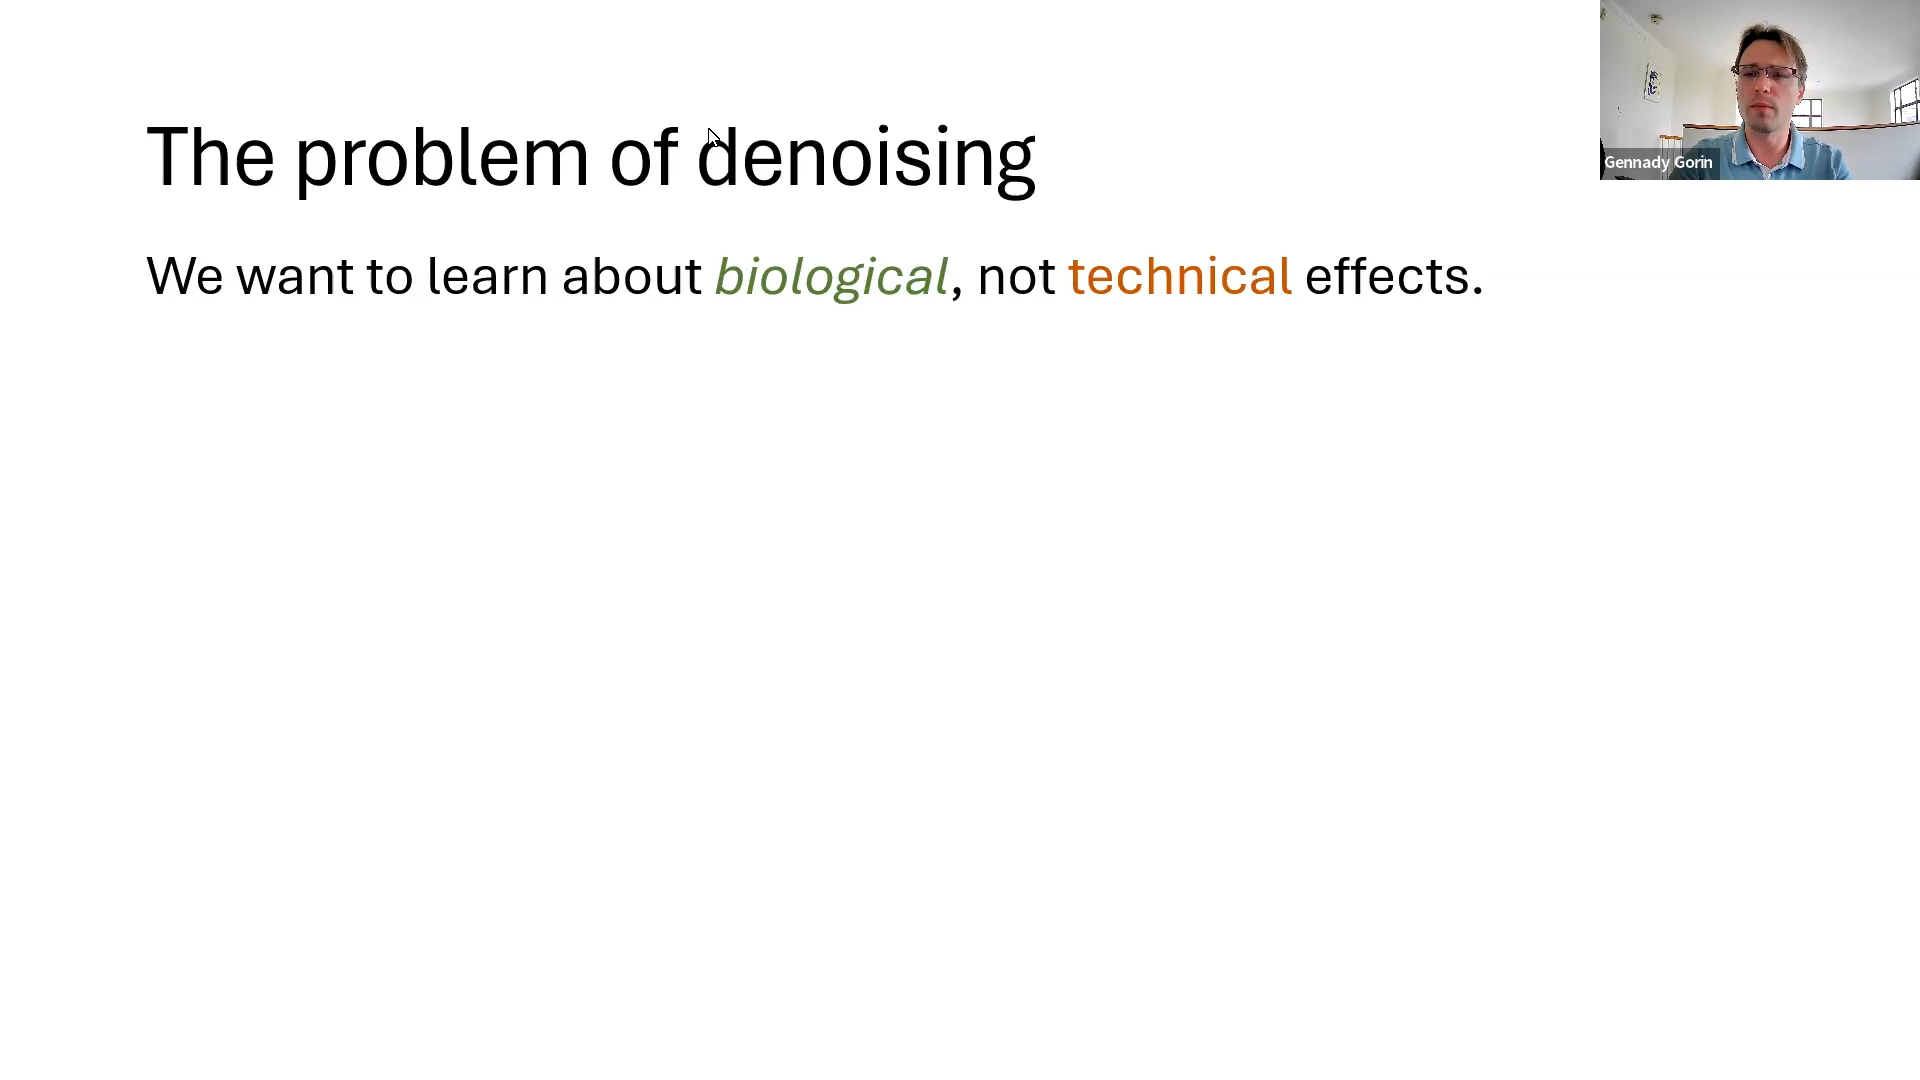 The problem of denoising
We want to learn about biological, not technical effects.
Gennady Gorin